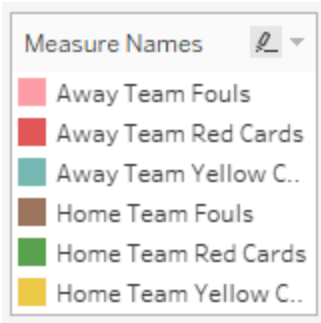 Measure Names
Away Team Fouls
Away Team Red Cards
Away Team Yellow C..
Home Team Fouls
Home Team Red Cards
Home Team Yellow C..